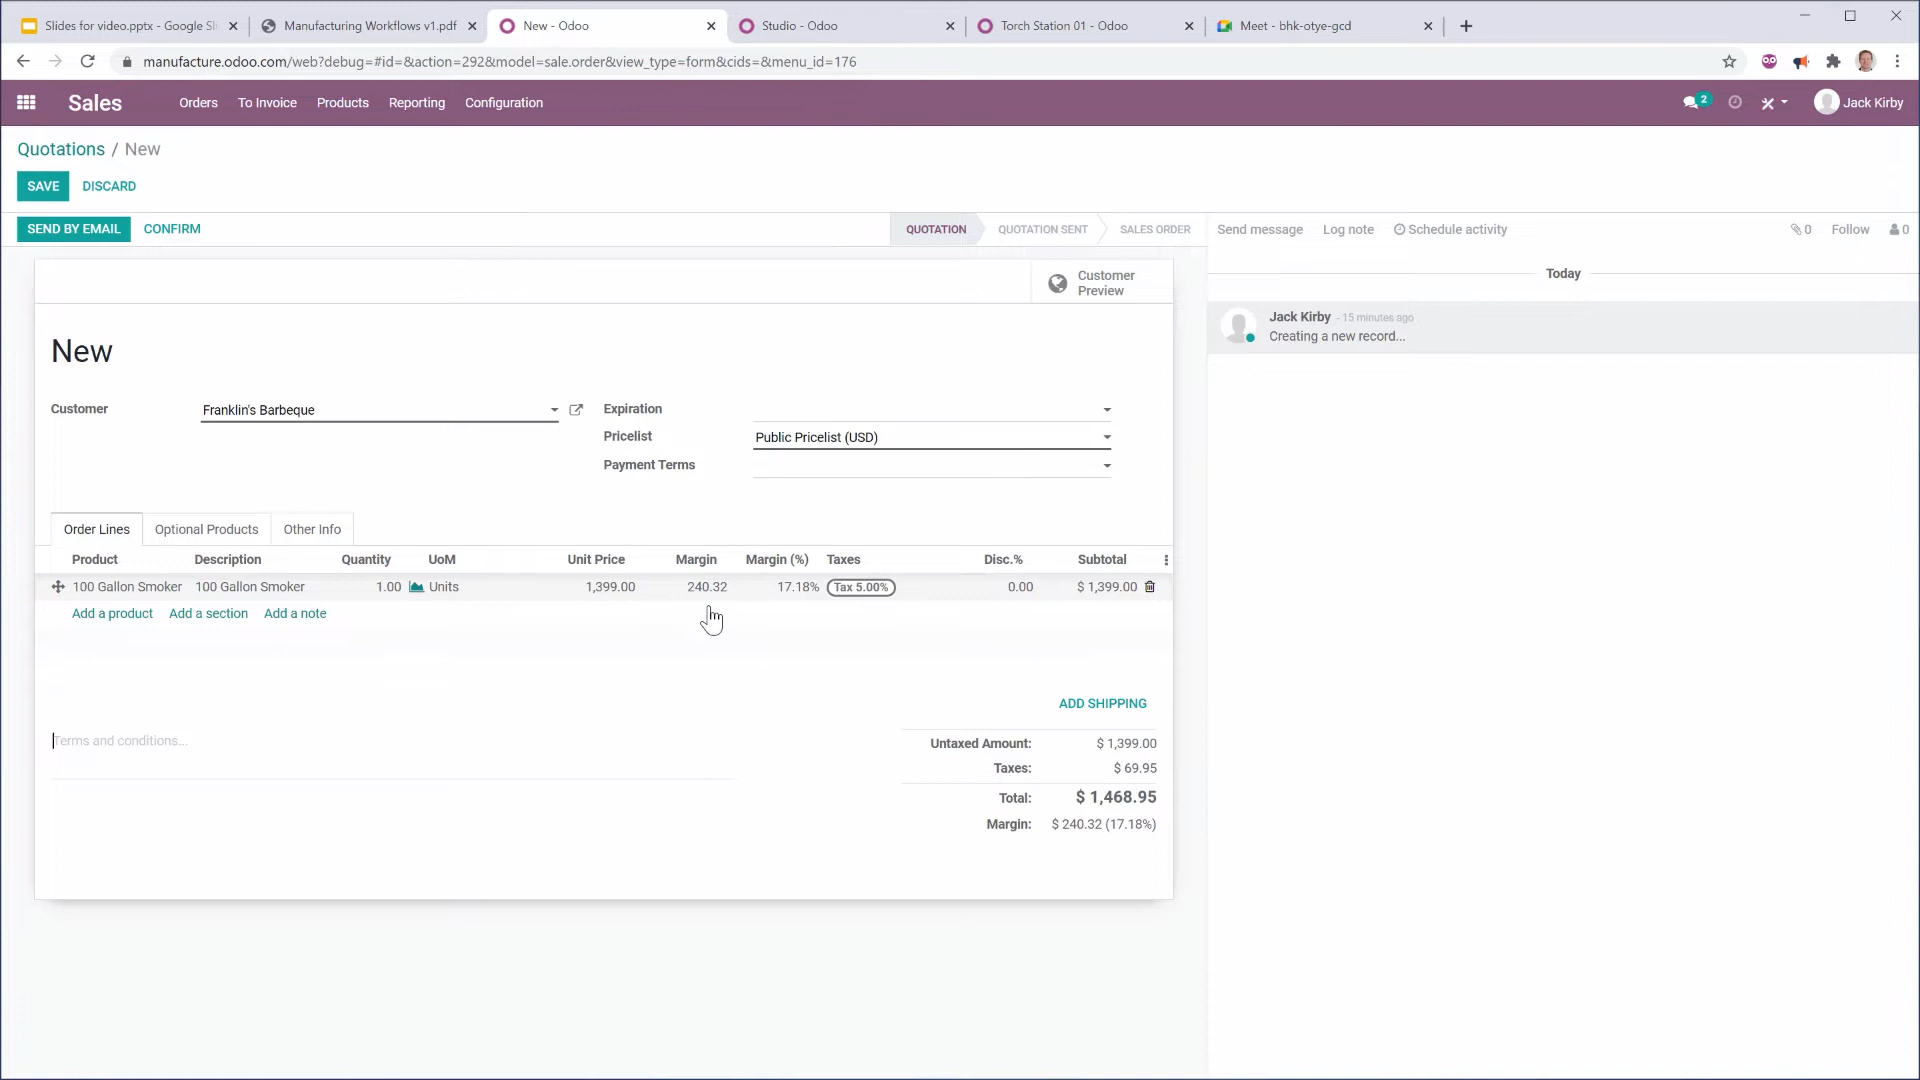 Slides for video.pptx - Google Sli
Manufacturing Workflows v1.pdf
New - Odoo
Studio - Odoo
Torch Station 01 - Odoo
Meet - bhk-otye-gcd
manufacture.odoo.com/web?debug=#id=&action=292&model=sale.order&view_type=form&cids=&menu_id=176
Sales Orders To Invoice Products Reporting Configuration 2 Jack Kirby
Quotations / New
SAVE DISCARD
SEND BY EMAIL CONFIRM QUOTATION QUOTATION SENT SALES ORDER Send message Log note Schedule activity 0 Follow 0
Today
Customer
Preview
Jack Kirby - 15 minutes ago
Creating a new record...
New
Customer Franklin's Barbeque Expiration
Pricelist Public Pricelist (USD)
Payment Terms
Order Lines Optional Products Other Info
Product Description Quantity UoM Unit Price Margin Margin (%) Taxes Disc.% Subtotal
100 Gallon Smoker 100 Gallon Smoker 1.00 Units 1,399.00 240.32 17.18% Tax 5.00% 0.00 $ 1,399.00
Add a product Add a section Add a note
ADD SHIPPING
Terms and conditions...
Untaxed Amount: $ 1,399.00
Taxes: $ 69.95
Total: $ 1,468.95
Margin: $ 240.32 (17.18%)